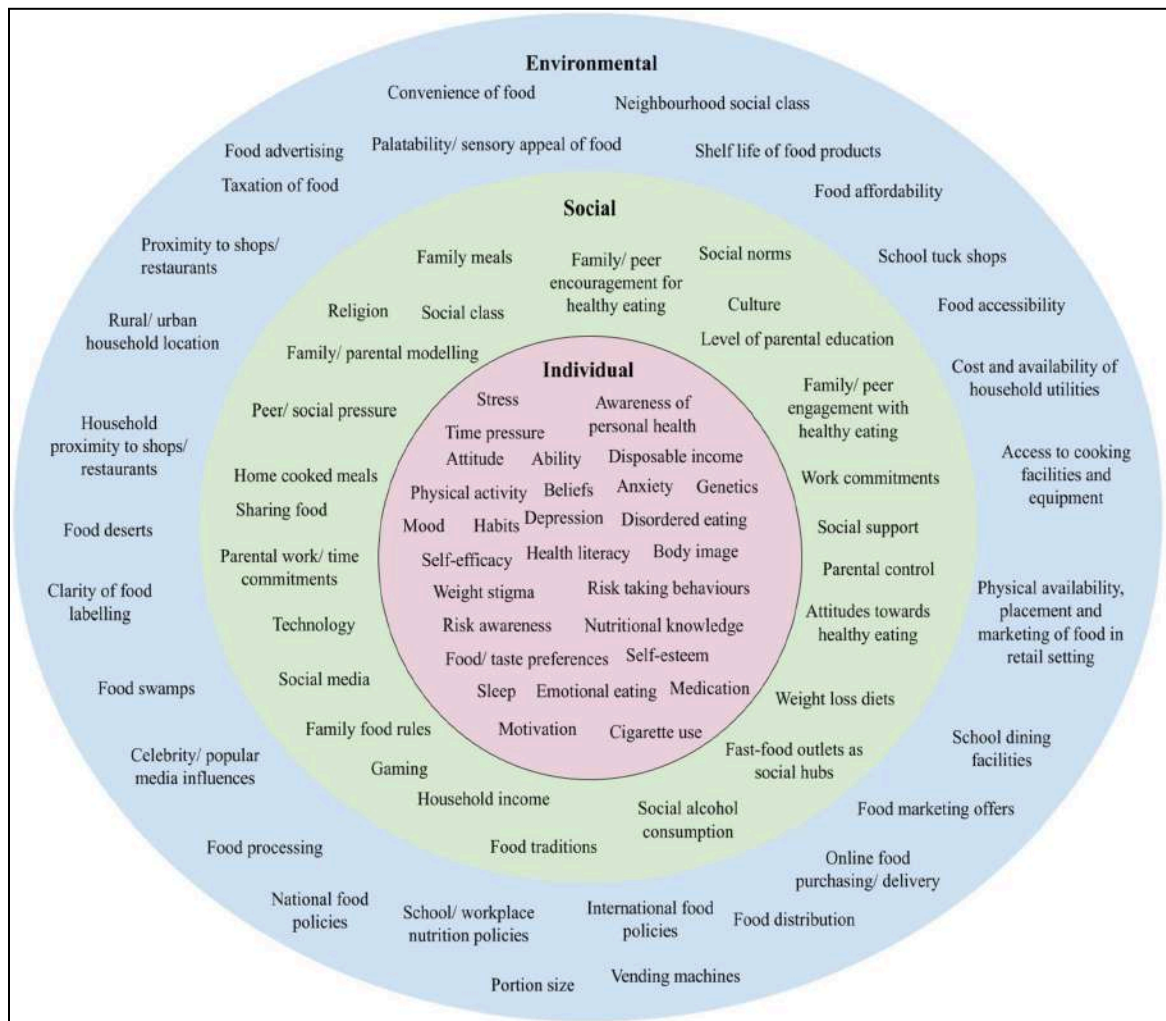 Environmental
Convenience of food
Neighbourhood social class
Food advertising
Palatability/ sensory appeal of food
Shelf life of food products
Taxation of food
Food affordability
Proximity to shops/
restaurants
School tuck shops
Rural/ urban
household location
Food accessibility
Household
proximity to shops/
restaurants
Cost and availability of
household utilities
Food deserts
Access to cooking
facilities and
equipment
Clarity of food
labelling
Physical availability,
placement and
marketing of food in
retail setting
Food swamps
School dining
facilities
Celebrity/ popular
media influences
Food marketing offers
Food processing
Online food
purchasing/ delivery
National food
policies
School/ workplace
nutrition policies
International food
policies
Food distribution
Portion size
Vending machines
Social
Family meals
Family/ peer
encouragement for
healthy eating
Social norms
Religion
Social class
Culture
Family/ parental modelling
Level of parental education
Peer/ social pressure
Family/ peer
engagement with
healthy eating
Home cooked meals
Work commitments
Sharing food
Social support
Parental work/ time
commitments
Parental control
Technology
Attitudes towards
healthy eating
Social media
Weight loss diets
Family food rules
Fast-food outlets as
social hubs
Gaming
Household income
Social alcohol
consumption
Food traditions
Individual
Stress
Awareness of
personal health
Time pressure
Attitude
Ability
Disposable income
Physical activity
Beliefs
Anxiety
Genetics
Mood
Habits
Depression
Disordered eating
Self-efficacy
Health literacy
Body image
Weight stigma
Risk taking behaviours
Risk awareness
Nutritional knowledge
Food/ taste preferences
Self-esteem
Sleep
Emotional eating
Medication
Motivation
Cigarette use